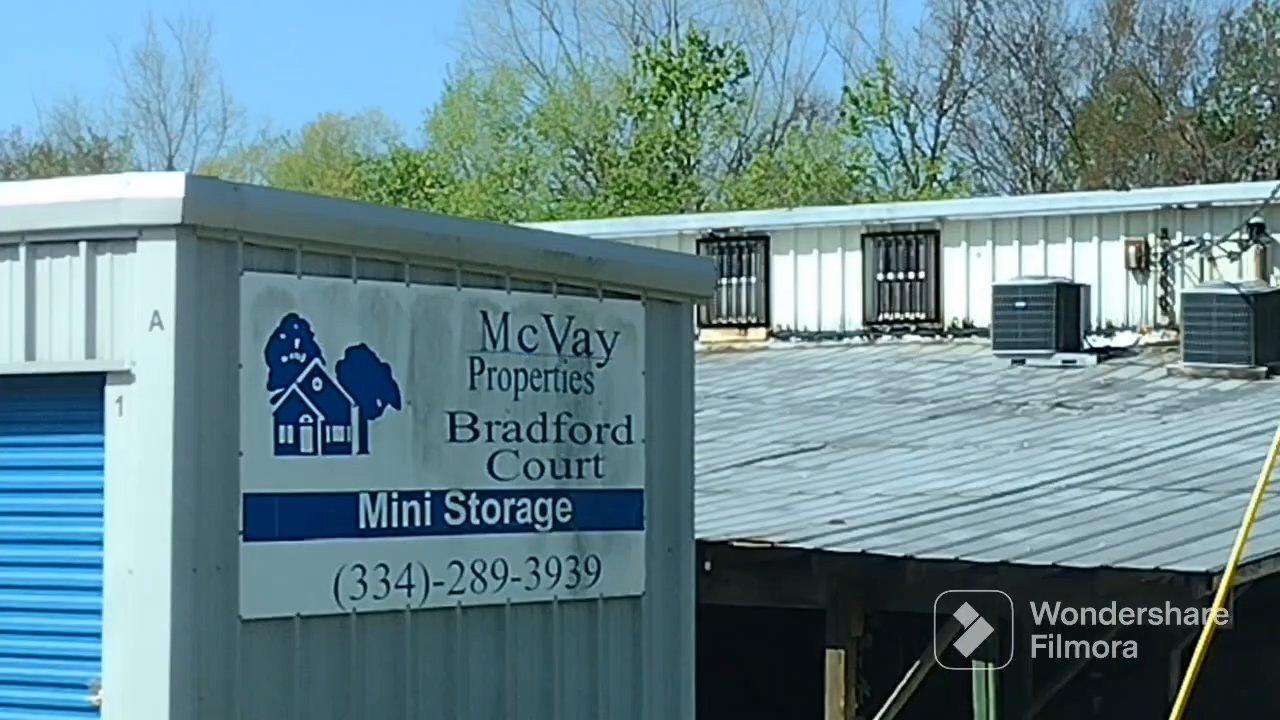 A
1
McVay
Properties
Bradford
Court
Mini Storage
(334)-289-3939
Wondershare
Filmora